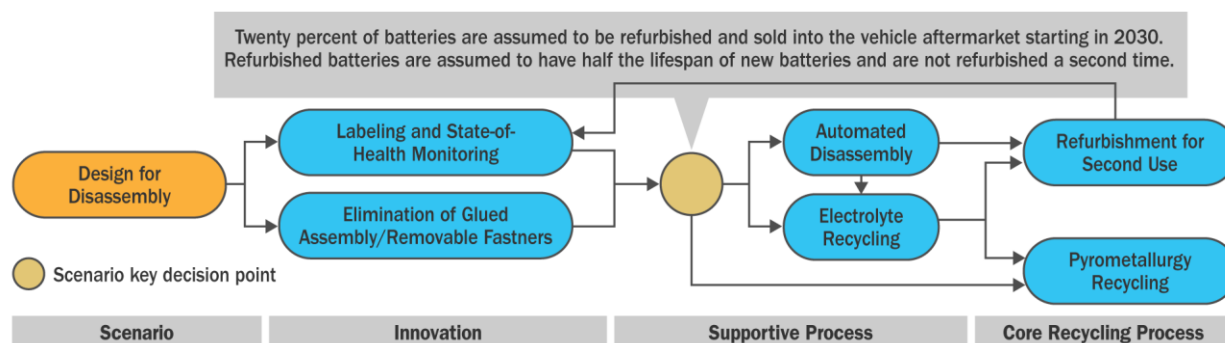 Twenty percent of batteries are assumed to be refurbished and sold into the vehicle aftermarket starting in 2030.
Refurbished batteries are assumed to have half the lifespan of new batteries and are not refurbished a second time.
Design for
Disassembly
Labeling and State-of-
Health Monitoring
Elimination of Glued
Assembly/Removable Fastners
Automated
Disassembly
Electrolyte
Recycling
Refurbishment for
Second Use
Pyrometallurgy
Recycling
Scenario key decision point
Scenario
Innovation
Supportive Process
Core Recycling Process